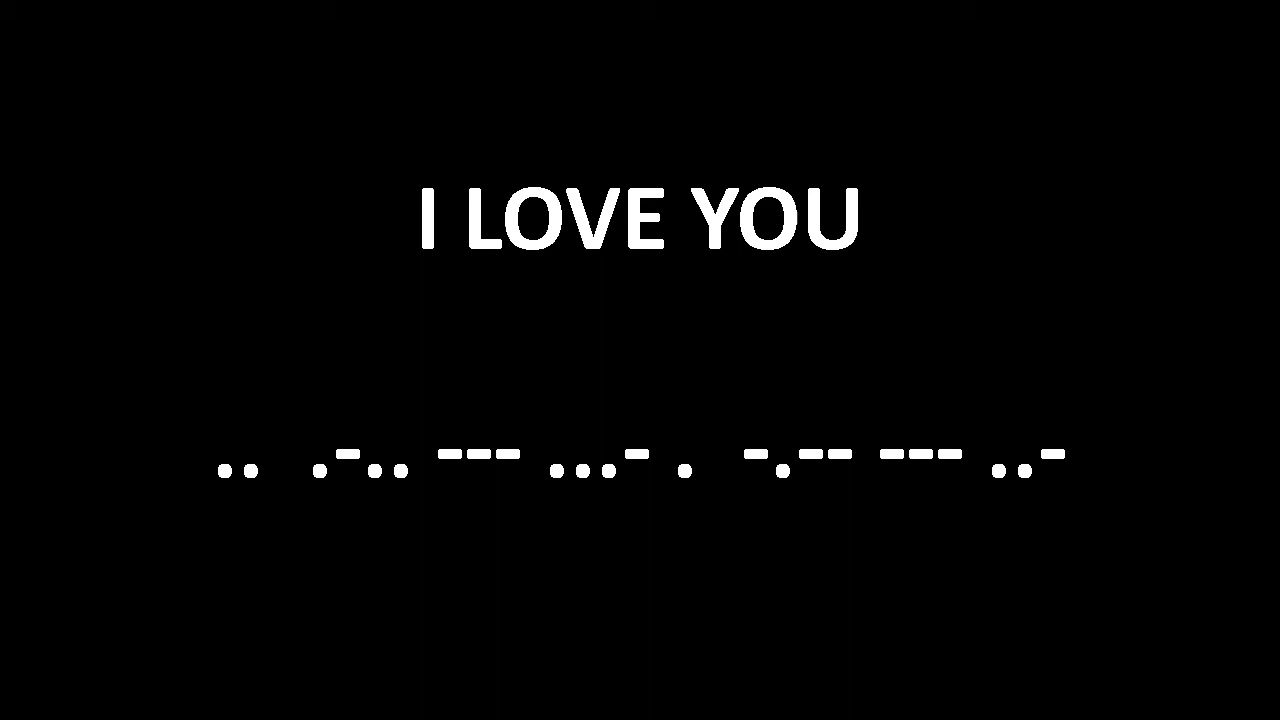 I LOVE YOU
.. .-.. --- ...- . -.-- --- ..-